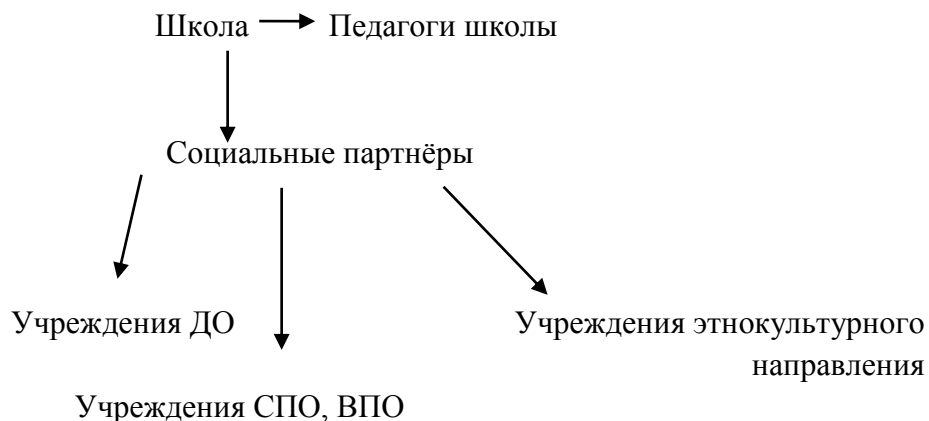 Школа Педагоги школы
Социальные партнёры
Учреждения ДО
Учреждения этнокультурного
направления
Учреждения СПО, ВПО